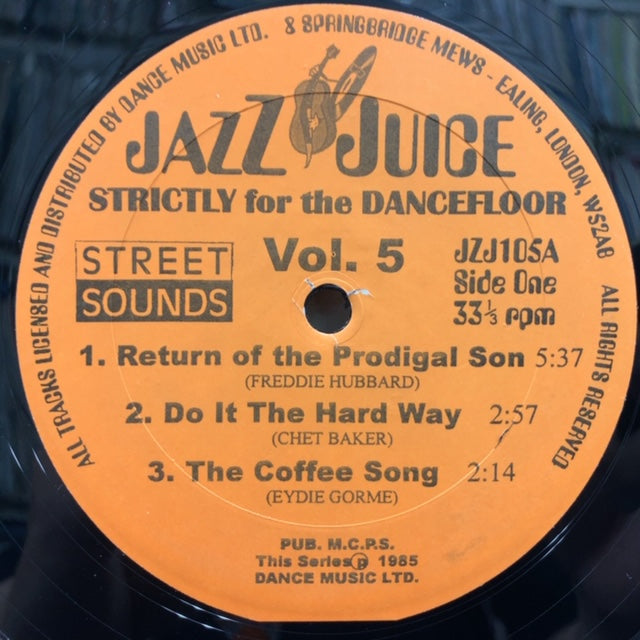 ALL TRACKS LICENSED AND DISTRIBUTED BY DANCE MUSIC LTD. 8 SPRINGBRIDGE MEWS - EALING, LONDON, W52AB ALL RIGHTS RESERVED
JAZZ JUICE
STRICTLY for the DANCEFLOOR
STREET
SOUNDS
Vol. 5
JZJ105A
Side One
33⅓ rpm
1. Return of the Prodigal Son 5:37
(FREDDIE HUBBARD)
2. Do It The Hard Way 2:57
(CHET BAKER)
3. The Coffee Song 2:14
(EYDIE GORME)
PUB. M.C.P.S.
This Series ℗ 1985
DANCE MUSIC LTD.